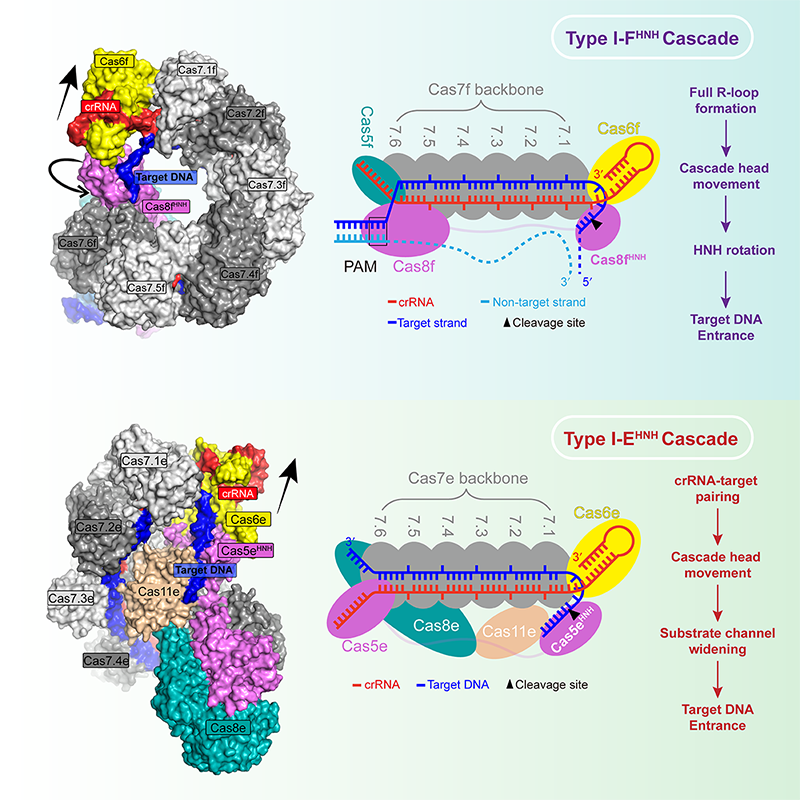 Type I-F^HNH Cascade
Cas6f
Cas7.1f
crRNA
Cas7.2f
Target DNA
Cas7.3f
Cas8f^HNH
Cas7.6f
Cas7.4f
Cas7.5f
Cas7f backbone
Cas5f
7.6
7.5
7.4
7.3
7.2
7.1
Cas6f
3′
PAM
Cas8f
Cas8f^HNH
3′
5′
crRNA
Non-target strand
Target strand
Cleavage site
Full R-loop
formation
Cascade head
movement
HNH rotation
Target DNA
Entrance
Type I-E^HNH Cascade
Cas7.1e
crRNA
Cas7.2e
Cas6e
Cas5e^HNH
Target DNA
Cas11e
Cas7.3e
Cas7.4e
Cas8e
Cas7e backbone
7.6
7.5
7.4
7.3
7.2
7.1
Cas6e
3′
3′
Cas5e
Cas8e
Cas11e
Cas5e^HNH
crRNA
Target DNA
Cleavage site
crRNA-target
pairing
Cascade head
movement
Substrate channel
widening
Target DNA
Entrance